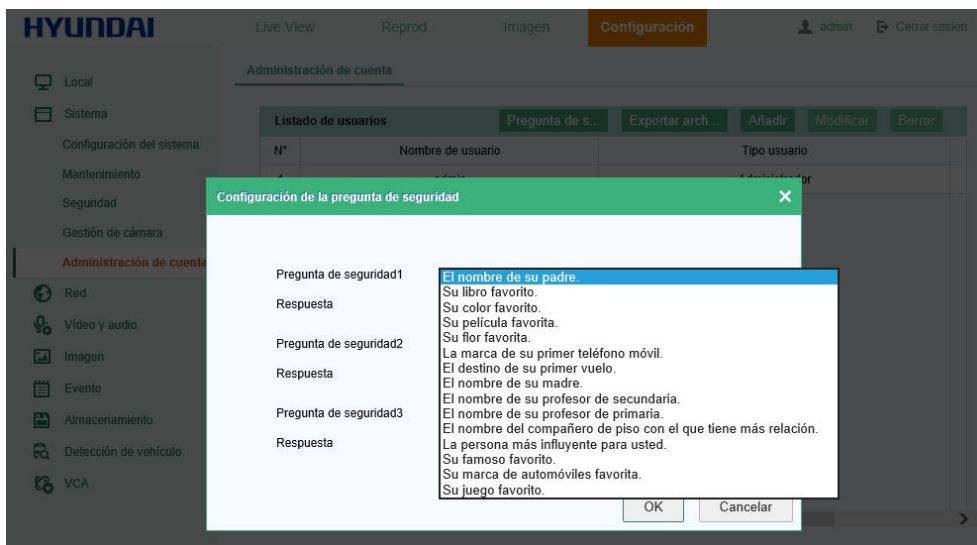 HYUNDAI
Live View
Reprod.
Imagen
Configuración
admin
Cerrar sesion
Local
Sistema
Configuración del sistema
Mantenimiento
Seguridad
Gestión de cámara
Administración de cuenta
Red
Vídeo y audio
Imagen
Evento
Almacenamiento
Detección de vehículo
VCA
Administración de cuenta
Listado de usuarios
Pregunta de s...
Exportar arch...
Añadir
Modificar
Borrar
N°
Nombre de usuario
Tipo usuario
1
admin
Administrador
Configuración de la pregunta de seguridad
Pregunta de seguridad1
Respuesta
Pregunta de seguridad2
Respuesta
Pregunta de seguridad3
Respuesta
El nombre de su padre.
Su libro favorito.
Su color favorito.
Su película favorita.
Su flor favorita.
La marca de su primer teléfono móvil.
El destino de su primer vuelo.
El nombre de su madre.
El nombre de su profesor de secundaria.
El nombre de su profesor de primaria.
El nombre del compañero de piso con el que tiene más relación.
La persona más influyente para usted.
Su famoso favorito.
Su marca de automóviles favorita.
Su juego favorito.
OK
Cancelar